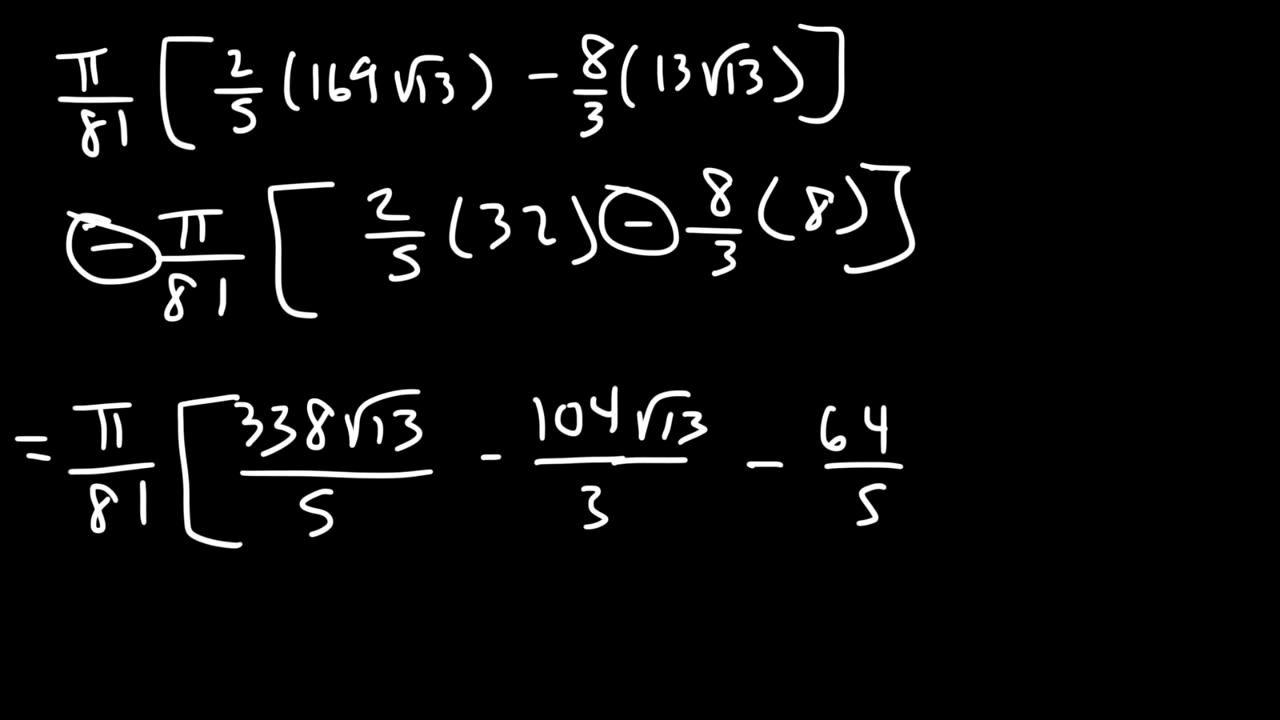 π/81 [ 2/5 (169√13) - 8/3 (13√13) ]
- π/81 [ 2/5 (32) - 8/3 (8) ]
= π/81 [ 338√13/5 - 104√13/3 - 64/5